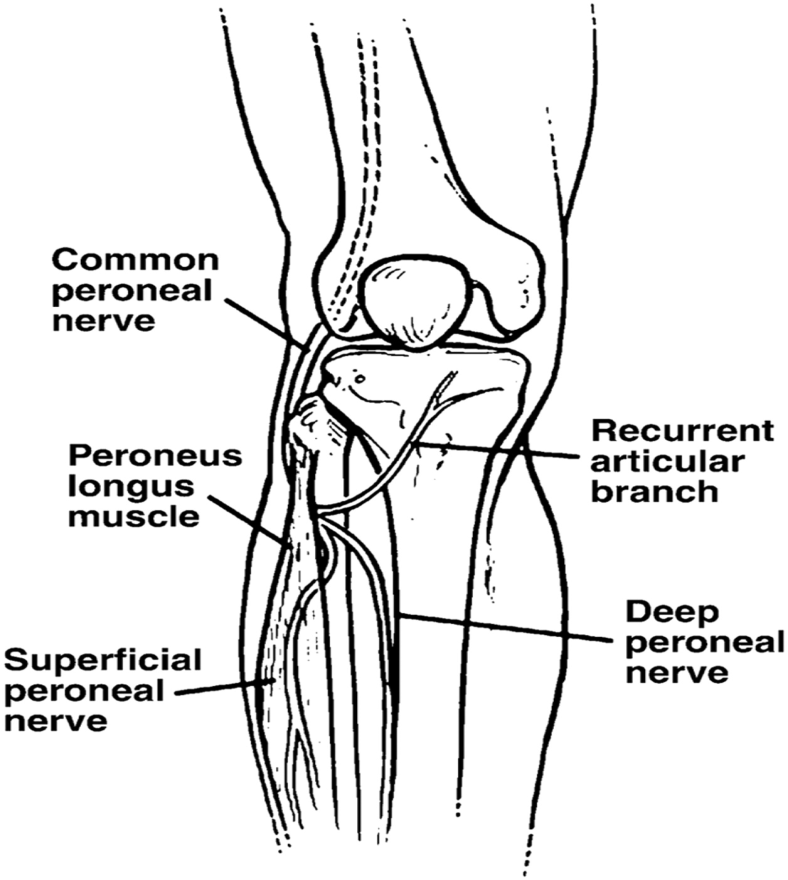 Common
peroneal
nerve
Peroneus
longus
muscle
Recurrent
articular
branch
Superficial
peroneal
nerve
Deep
peroneal
nerve